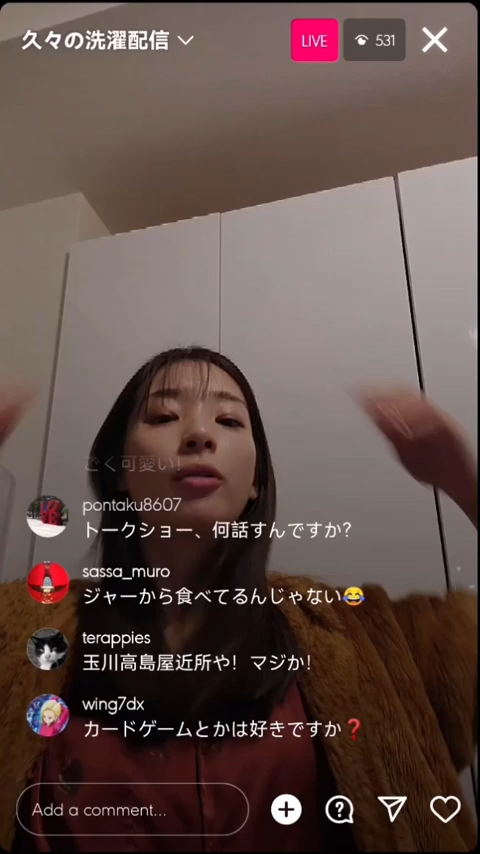 久々の洗濯配信
LIVE
531
ごく可愛い!
pontaku8607
トークショー、何話すんですか?
sassa_muro
ジャーから食べてるんじゃない😂
terappies
玉川高島屋近所や！マジか！
wing7dx
カードゲームとかは好きですか❓
Add a comment...